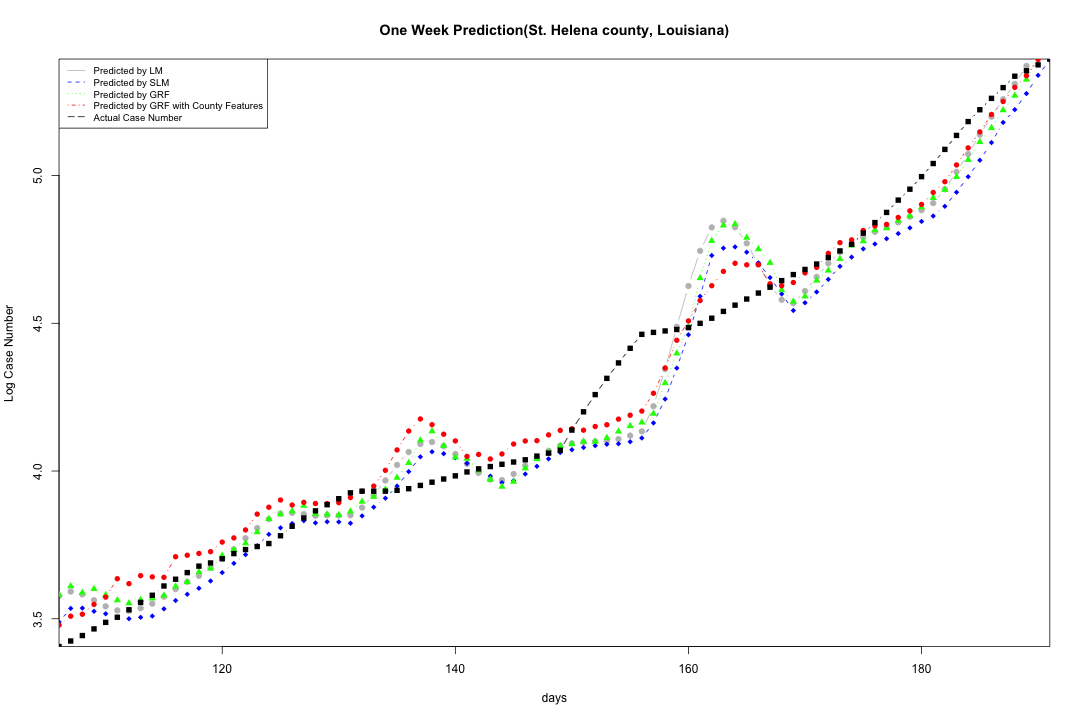 One Week Prediction(St. Helena county, Louisiana)
Predicted by LM
Predicted by SLM
Predicted by GRF
Predicted by GRF with County Features
Actual Case Number
5.0
4.5
4.0
3.5
Log Case Number
120
140
160
180
days